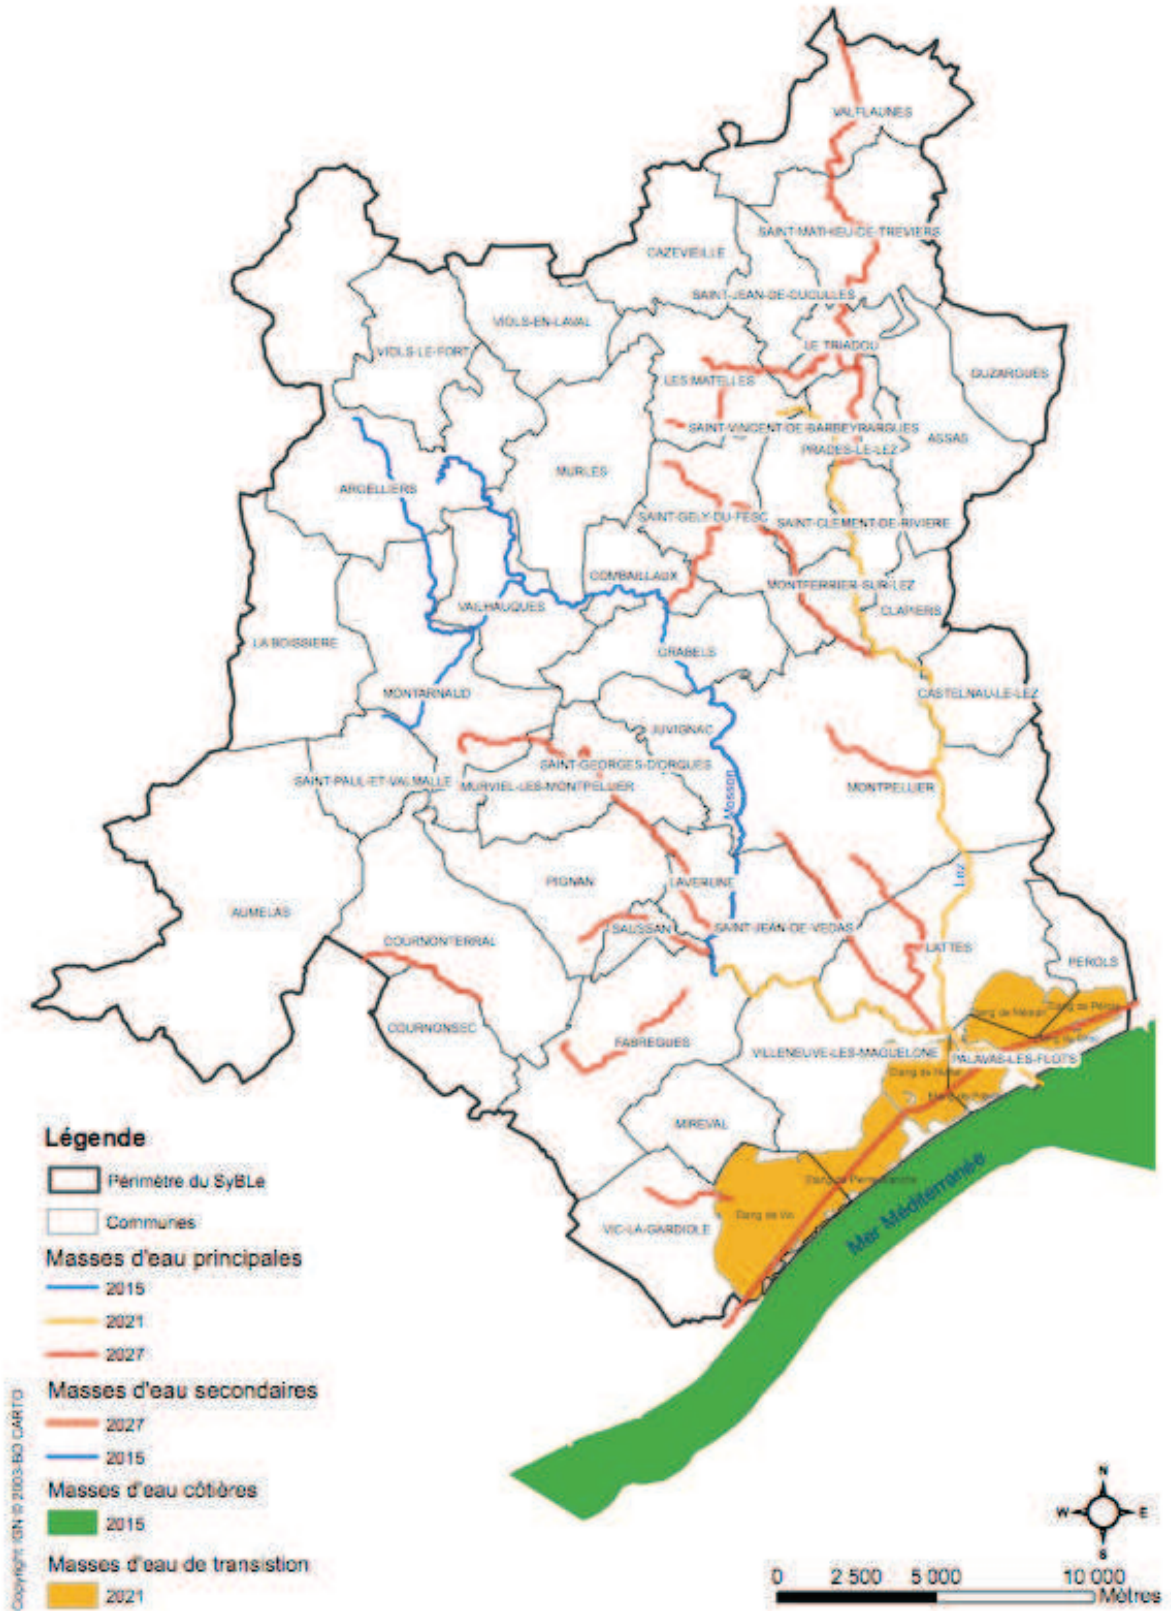 VALFLAUNES
SAINT-MATHIEU-DE-TREVIERS
CAZEVIEILLE
SAINT-JEAN-DE-CUCULLES
VIOLS-EN-LAVAL
VIOLS-LE-FORT
LE TRIADOU
GUZARGUES
LES MATELLES
SAINT-VINCENT-DE-BARBEYRARGUES
ASSAS
PRADES-LE-LEZ
MURLES
ARGELLIERS
SAINT-GELY-DU-FESC
SAINT-CLEMENT-DE-RIVIERE
COMBAILLAUX
MONTFERRIER-SUR-LEZ
VAILHAUQUES
CLAPIERS
LA BOISSIERE
GRABELS
MONTARNAUD
CASTELNAU-LE-LEZ
JUVIGNAC
SAINT-GEORGES-D'ORQUES
SAINT-PAUL-ET-VALMALLE
MURVIEL-LES-MONTPELLIER
MONTPELLIER
Mosson
PIGNAN
LAVERUNE
Lez
AUMELAS
SAUSSAN
SAINT-JEAN-DE-VEDAS
COURNONTERRAL
LATTES
PEROLS
COURNONSEC
FABREGUES
VILLENEUVE-LES-MAGUELONE
PALAVAS-LES-FLOTS
MIREVAL
Etang de Vic
VIC-LA-GARDIOLE
Mer Méditerranée
Légende
Périmètre du SyBLe
Communes
Masses d'eau principales
2015
2021
2027
Masses d'eau secondaires
2027
2015
Masses d'eau côtières
2015
Masses d'eau de transistion
2021
Copyright IGN © 2003-BD CARTO
N
W
E
S
0 2 500 5 000 10 000
Mètres